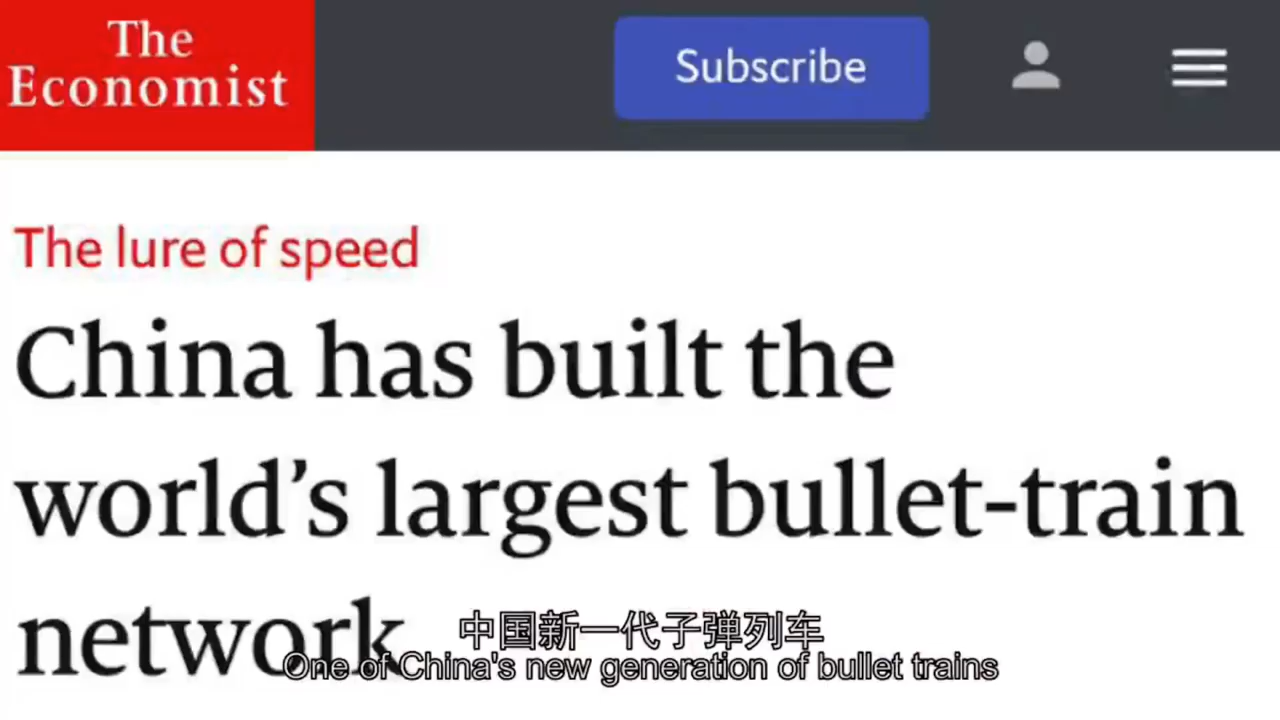 The
Economist
Subscribe
The lure of speed
China has built the
world’s largest bullet-train
network
中国新一代子弹列车
One of China's new generation of bullet trains